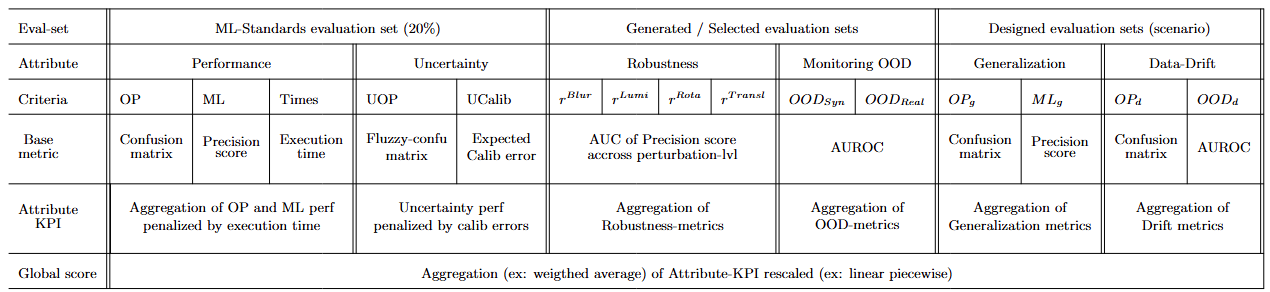 Eval-set ML-Standards evaluation set (20%) Generated / Selected evaluation sets Designed evaluation sets (scenario)
Attribute Performance Uncertainty Robustness Monitoring OOD Generalization Data-Drift
Criteria OP ML Times UOP UCalib r^Blur r^Lumi r^Rota r^Transl OOD_Syn OOD_Real OP_g ML_g OP_d OOD_d
Base metric Confusion matrix Precision score Execution time Fluzzy-confu matrix Expected Calib error AUC of Precision score accross perturbation-lvl AUROC Confusion matrix Precision score Confusion matrix AUROC
Attribute KPI Aggregation of OP and ML perf penalized by execution time Uncertainty perf penalized by calib errors Aggregation of Robustness-metrics Aggregation of OOD-metrics Aggregation of Generalization metrics Aggregation of Drift metrics
Global score Aggregation (ex: weigthed average) of Attribute-KPI rescaled (ex: linear piecewise)